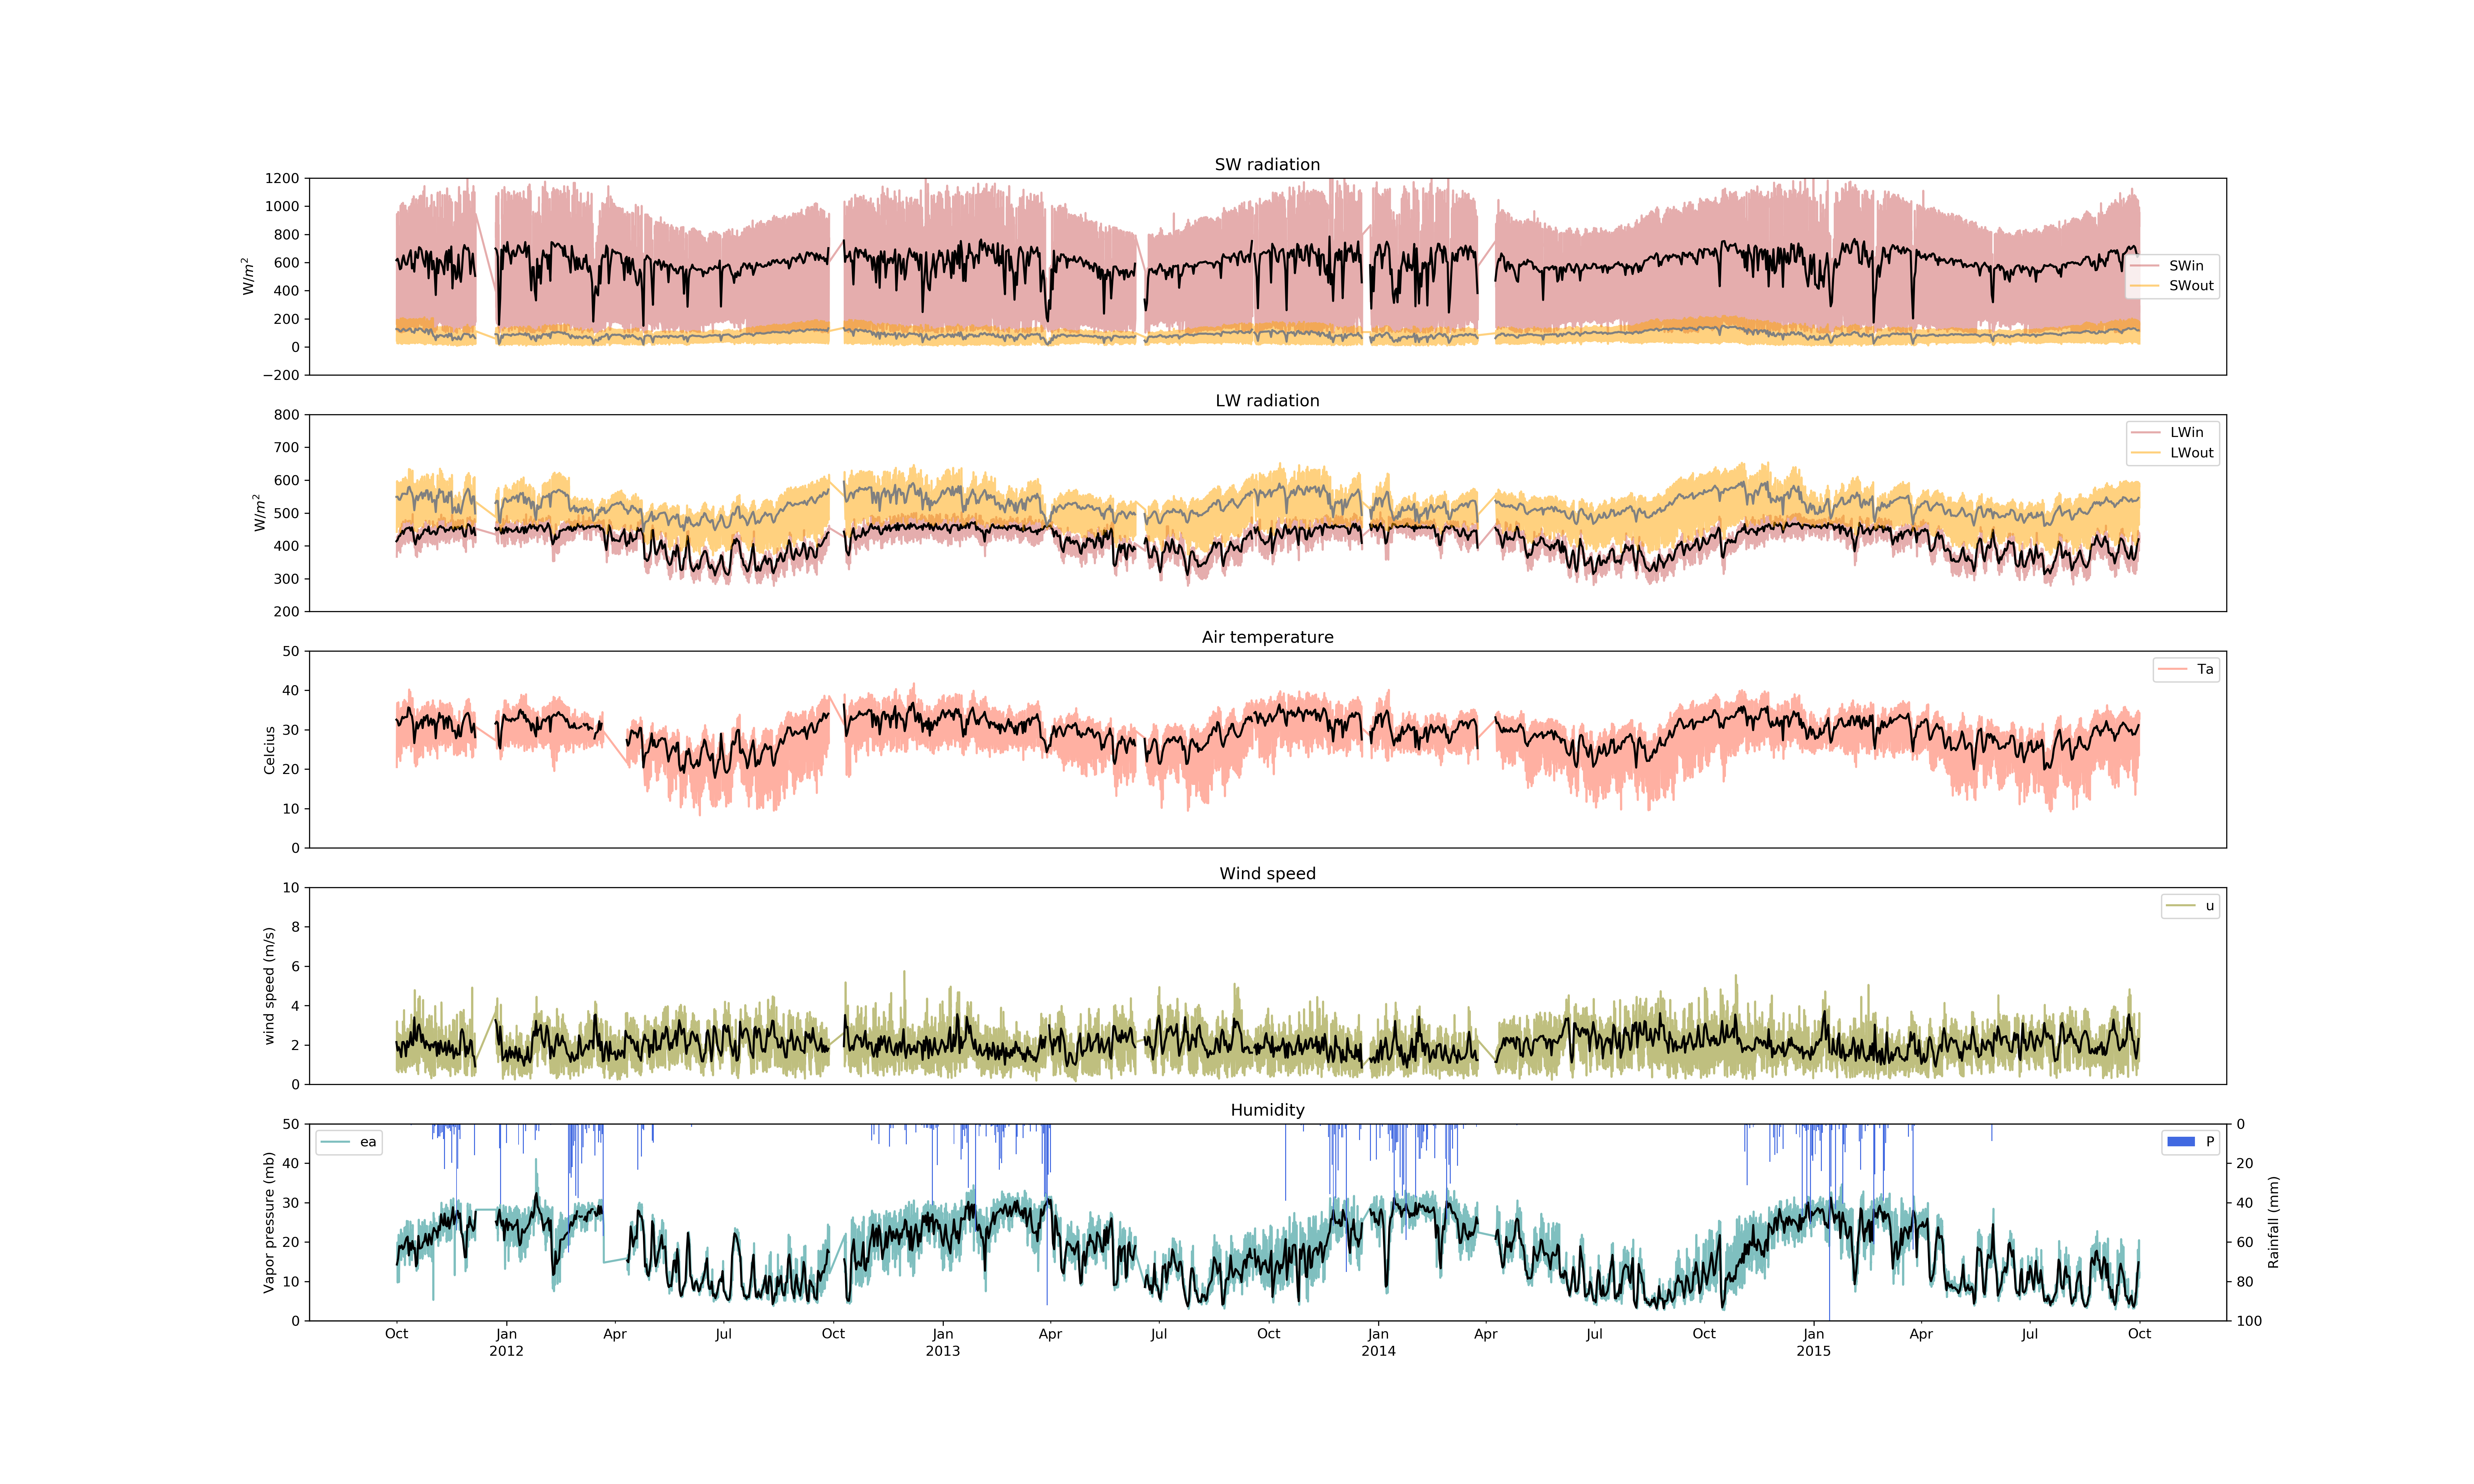 SW radiation
1200
1000
800
600
400
200
0
−200
W/m²
SWin
SWout
LW radiation
800
700
600
500
400
300
200
W/m²
LWin
LWout
Air temperature
50
40
30
20
10
0
Celcius
Ta
Wind speed
10
8
6
4
2
0
wind speed (m/s)
u
Humidity
50
40
30
20
10
0
Vapor pressure (mb)
ea
P
0
20
40
60
80
100
Rainfall (mm)
Oct Jan Apr Jul Oct Jan Apr Jul Oct Jan Apr Jul Oct Jan Apr Jul Oct
2012 2013 2014 2015